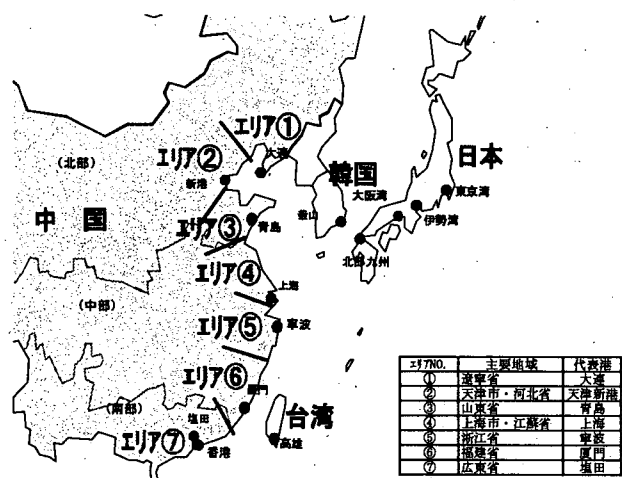 エリア①
大連
エリア②
(北部)
新港
韓国
日本
大阪湾
東京湾
中 国
釜山
伊勢湾
エリア③
青島
北部九州
エリア④
上海
(中部)
エリア⑤
寧波
エリア⑥
厦門
(南部)
塩田
台湾
エリア⑦
香港
高雄
エリアNO. 主要地域 代表港
① 遼寧省 大連
② 天津市・河北省 天津新港
③ 山東省 青島
④ 上海市・江蘇省 上海
⑤ 浙江省 寧波
⑥ 福建省 厦門
⑦ 広東省 塩田